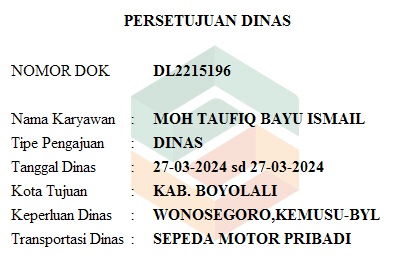 PERSETUJUAN DINAS
NOMOR DOK DL2215196
Nama Karyawan : MOH TAUFIQ BAYU ISMAIL
Tipe Pengajuan : DINAS
Tanggal Dinas : 27-03-2024 sd 27-03-2024
Kota Tujuan : KAB. BOYOLALI
Keperluan Dinas : WONOSEGORO,KEMUSU-BYL
Transportasi Dinas : SEPEDA MOTOR PRIBADI